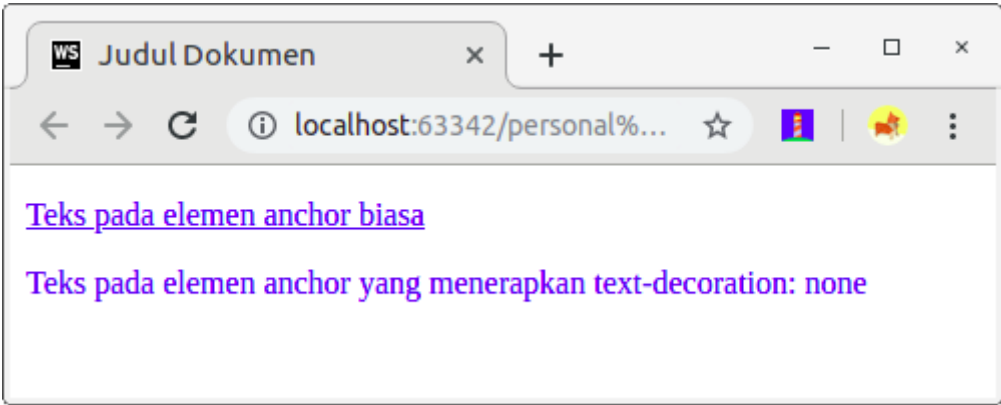 WS Judul Dokumen
localhost:63342/personal%...
Teks pada elemen anchor biasa
Teks pada elemen anchor yang menerapkan text-decoration: none